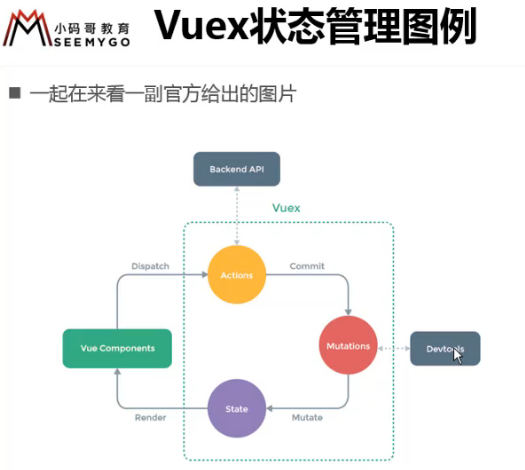 小码哥教育
SEEMYGO
Vuex状态管理图例
一起在来看一副官方给出的图片
Backend API
Vuex
Dispatch
Actions
Commit
Vue Components
Mutations
Devtools
State
Render
Mutate